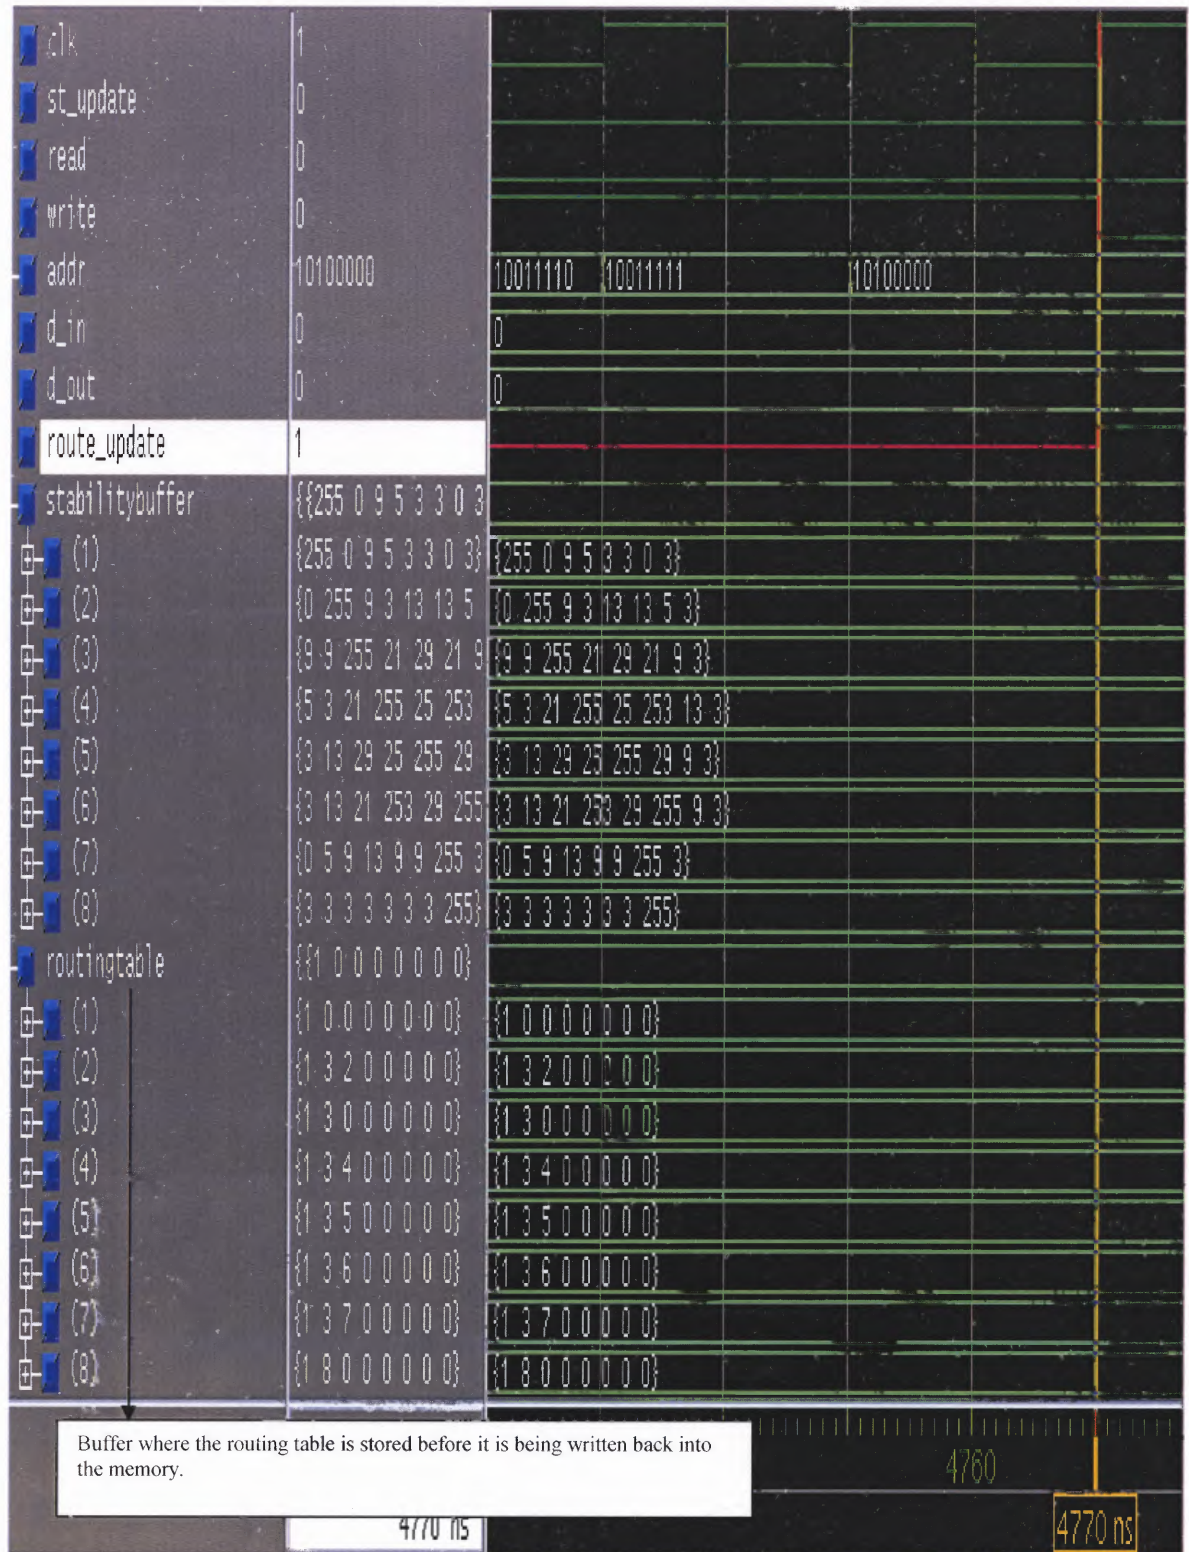 clk 1
st_update 0
read 0
write 0
addr 10100000 10011110 10011111 10100000
d_in 0 0
d_out 0 0
route_update 1
stabilitybuffer {{255 0 9 5 3 3 0 3
(1) {255 0 9 5 3 3 0 3} {255 0 9 5 3 3 0 3}
(2) {0 255 9 3 13 13 5 {0 255 9 3 13 13 5 3}
(3) {9 9 255 21 29 21 9 {9 9 255 21 29 21 9 3}
(4) {5 3 21 255 25 253 {5 3 21 255 25 253 13 3}
(5) {3 13 29 25 255 29 {3 13 29 25 255 29 9 3}
(6) {3 13 21 253 29 255 {3 13 21 253 29 255 9 3}
(7) {0 5 9 13 9 9 255 3 {0 5 9 13 9 9 255 3}
(8) {3 3 3 3 3 3 3 255} {3 3 3 3 3 3 3 255}
routingtable {{1 0 0 0 0 0 0 0}
(1) {1 0 0 0 0 0 0 0} {1 0 0 0 0 0 0 0}
(2) {1 3 2 0 0 0 0 0} {1 3 2 0 0 0 0 0}
(3) {1 3 0 0 0 0 0 0} {1 3 0 0 0 0 0 0}
(4) {1 3 4 0 0 0 0 0} {1 3 4 0 0 0 0 0}
(5) {1 3 5 0 0 0 0 0} {1 3 5 0 0 0 0 0}
(6) {1 3 6 0 0 0 0 0} {1 3 6 0 0 0 0 0}
(7) {1 3 7 0 0 0 0 0} {1 3 7 0 0 0 0 0}
(8) {1 8 0 0 0 0 0 0} {1 8 0 0 0 0 0 0}
Buffer where the routing table is stored before it is being written back into
the memory.
4760
4770 ns 4770 ns